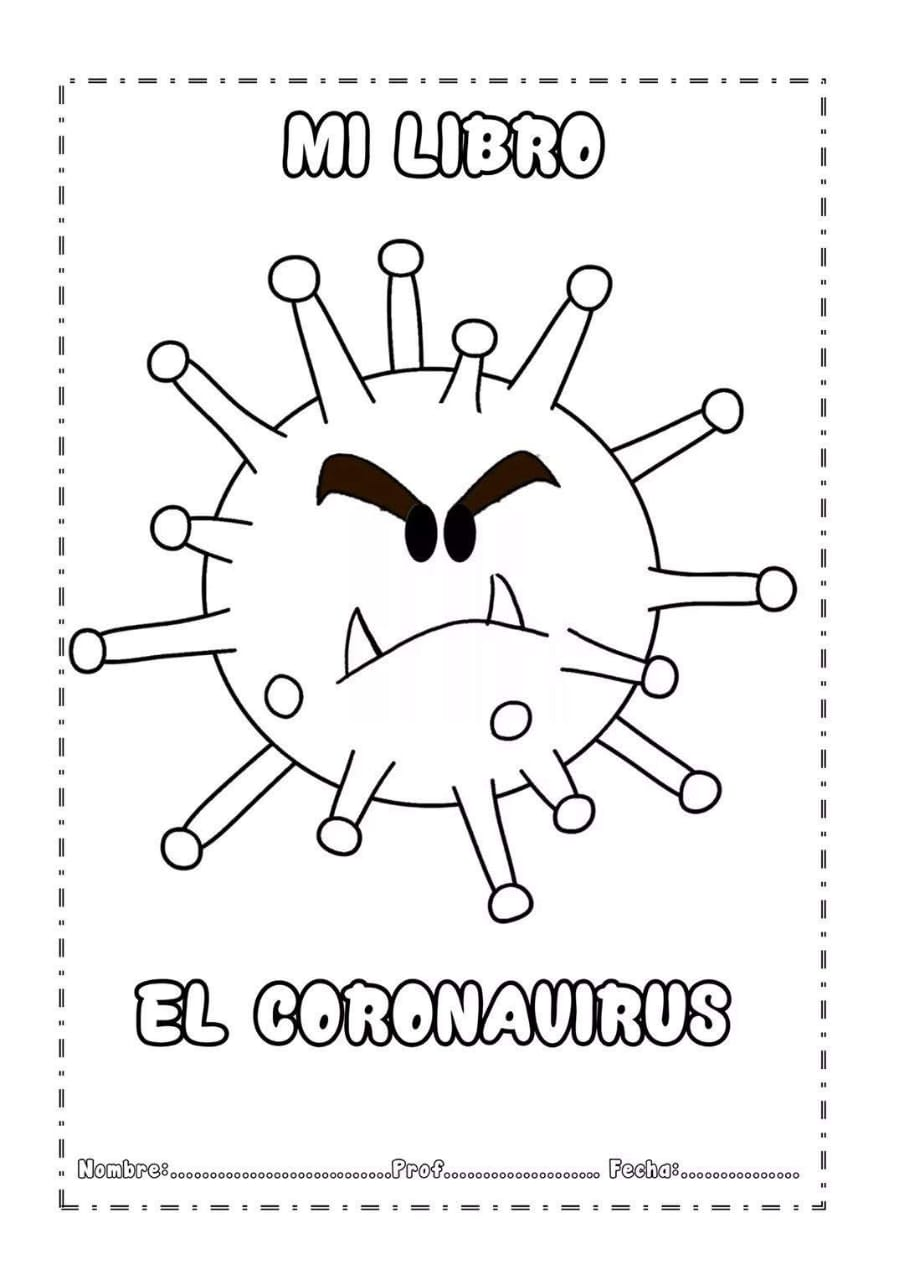 MI LIBRO
EL CORONAVIRUS
Nombre:............................Prof.................... Fecha:...............